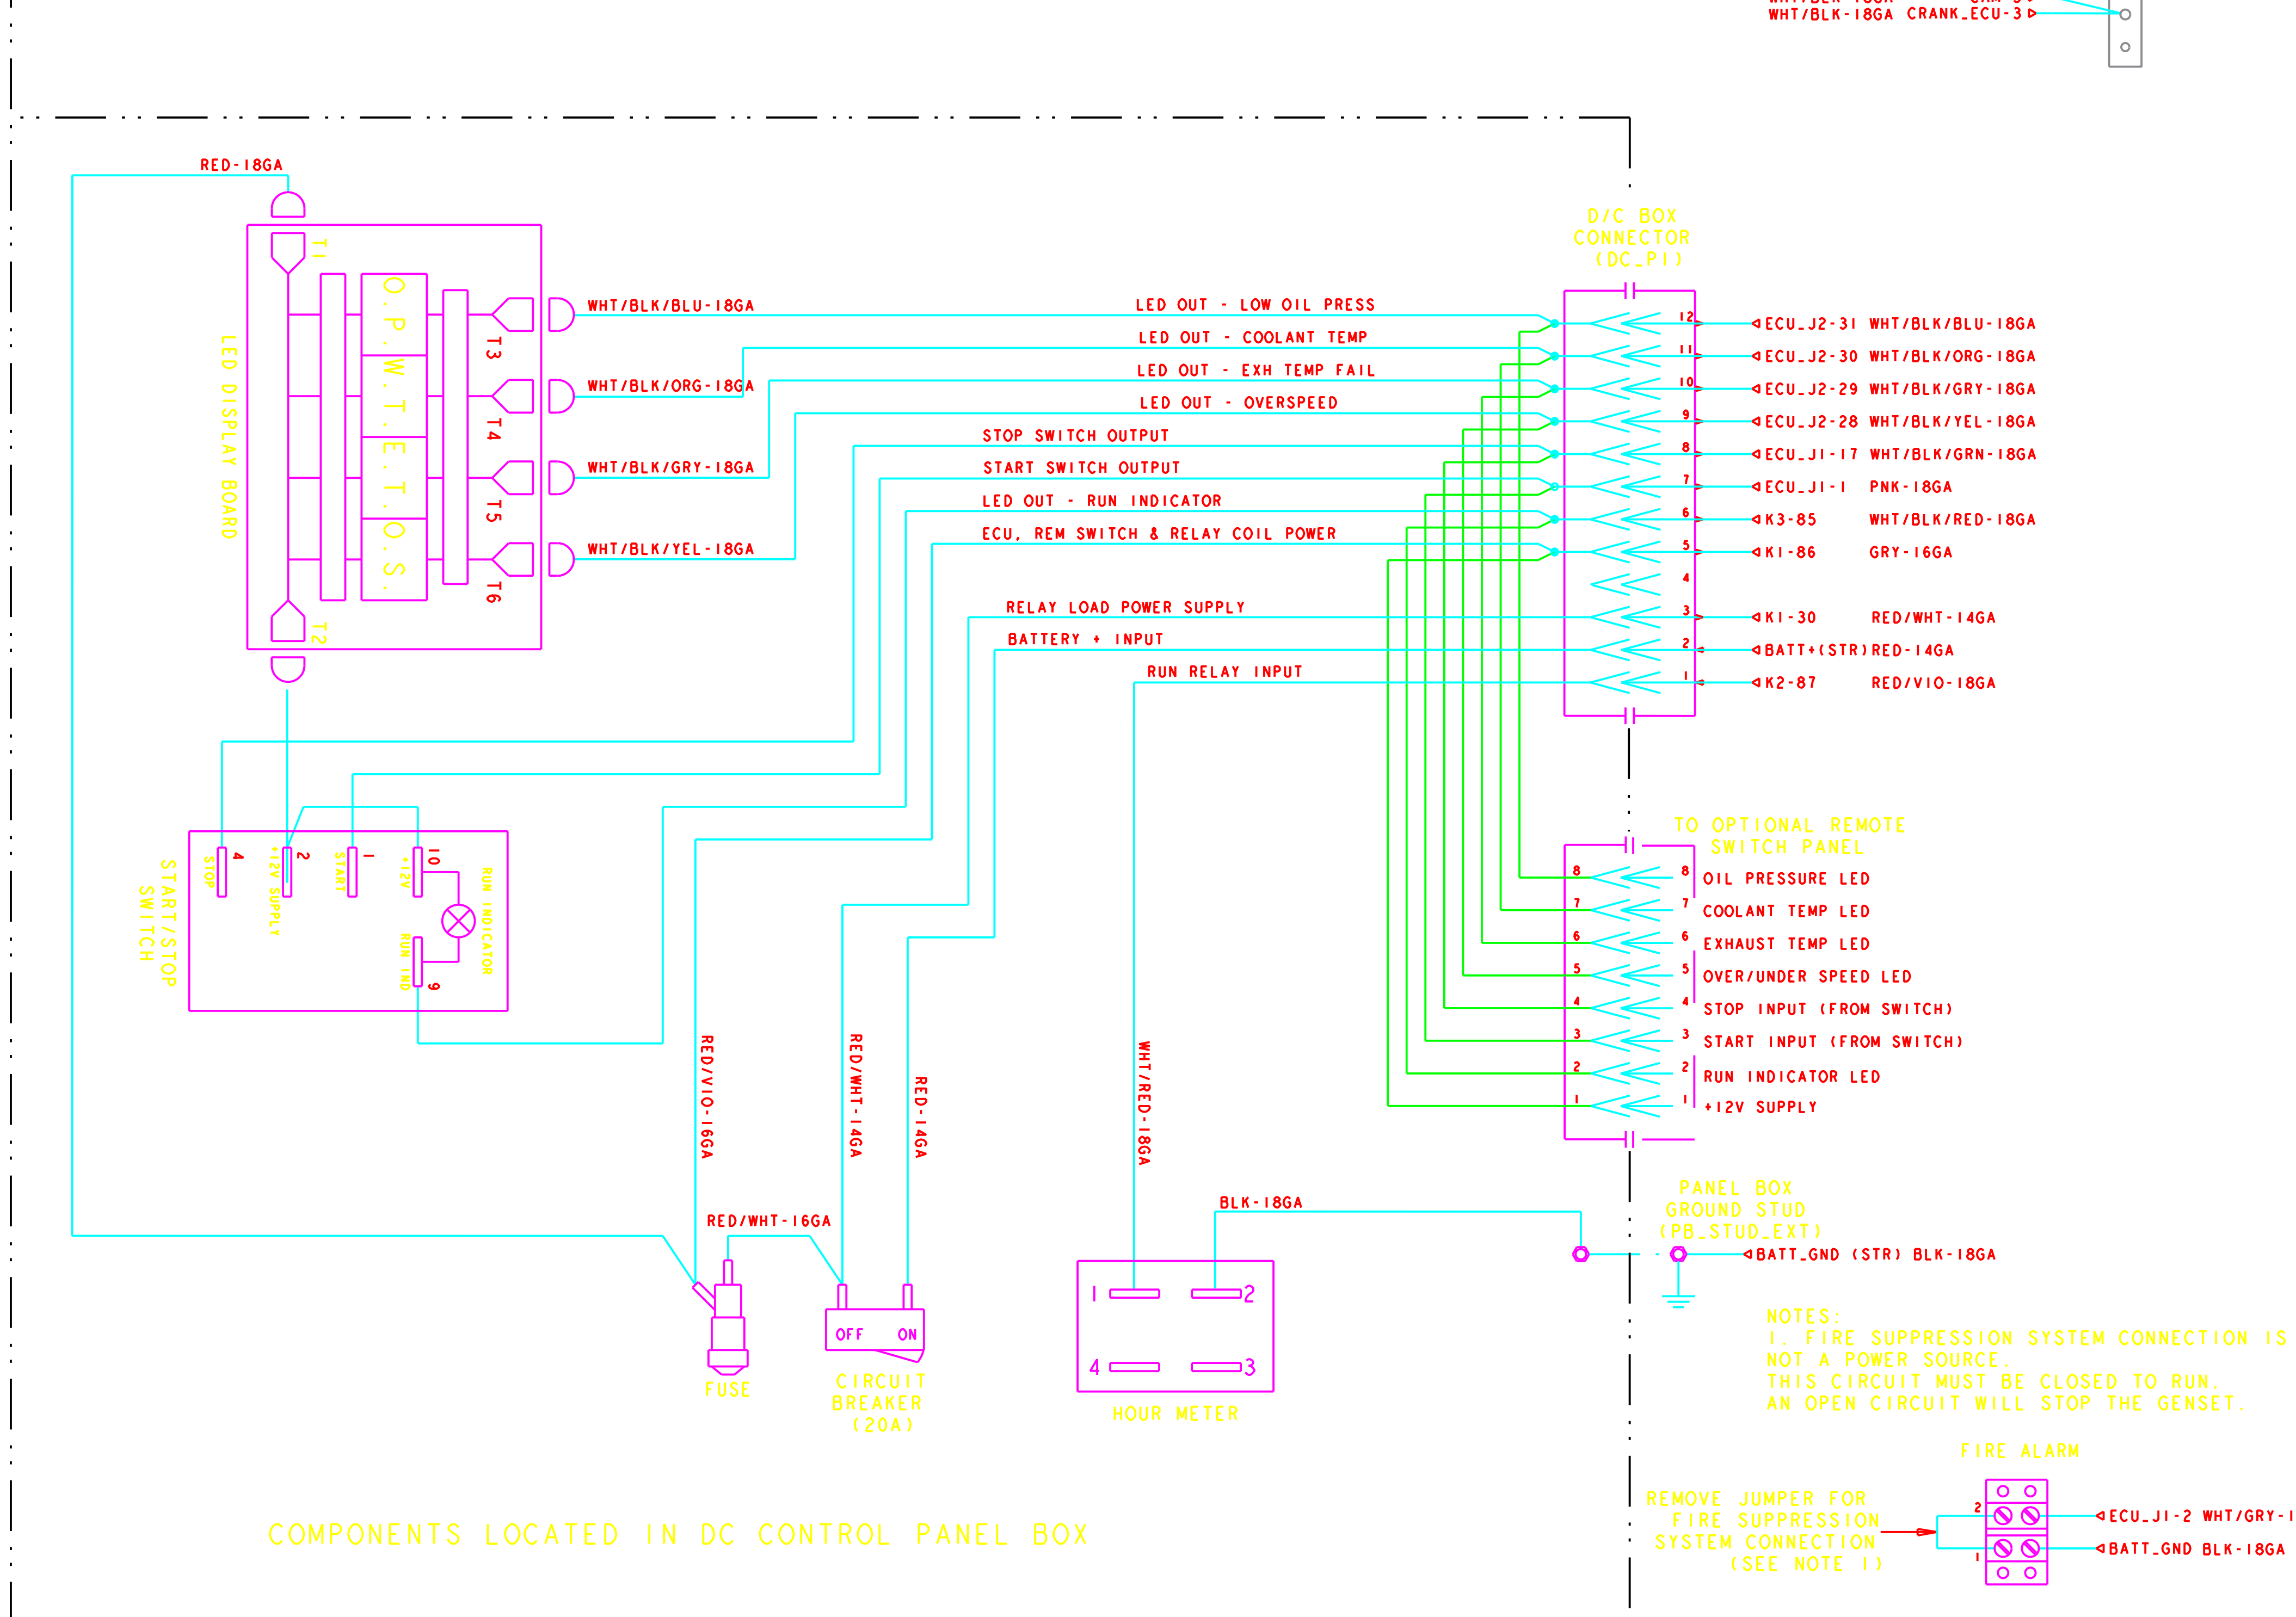 WHT/BLK-18GA CRANK_ECU-3
RED-18GA
T1
O.P.
W.T.
E.T.
O.S.
T3
T4
T5
T6
T2
LED DISPLAY BOARD
WHT/BLK/BLU-18GA
WHT/BLK/ORG-18GA
WHT/BLK/GRY-18GA
WHT/BLK/YEL-18GA
LED OUT - LOW OIL PRESS
LED OUT - COOLANT TEMP
LED OUT - EXH TEMP FAIL
LED OUT - OVERSPEED
STOP SWITCH OUTPUT
START SWITCH OUTPUT
LED OUT - RUN INDICATOR
ECU, REM SWITCH & RELAY COIL POWER
RELAY LOAD POWER SUPPLY
BATTERY + INPUT
RUN RELAY INPUT
D/C BOX
CONNECTOR
(DC_P1)
12 ECU_J2-31 WHT/BLK/BLU-18GA
11 ECU_J2-30 WHT/BLK/ORG-18GA
10 ECU_J2-29 WHT/BLK/GRY-18GA
9 ECU_J2-28 WHT/BLK/YEL-18GA
8 ECU_J1-17 WHT/BLK/GRN-18GA
7 ECU_J1-1 PNK-18GA
6 K3-85 WHT/BLK/RED-18GA
5 K1-86 GRY-16GA
4
3 K1-30 RED/WHT-14GA
2 BATT+(STR) RED-14GA
1 K2-87 RED/VIO-18GA
START/STOP
SWITCH
4
STOP
2
+12V SUPPLY
1
START
10
+12V
RUN INDICATOR
RUN IND
9
TO OPTIONAL REMOTE
SWITCH PANEL
8 8 OIL PRESSURE LED
7 7 COOLANT TEMP LED
6 6 EXHAUST TEMP LED
5 5 OVER/UNDER SPEED LED
4 4 STOP INPUT (FROM SWITCH)
3 3 START INPUT (FROM SWITCH)
2 2 RUN INDICATOR LED
1 1 +12V SUPPLY
RED/VIO-16GA
RED/WHT-14GA
RED-14GA
WHT/RED-18GA
RED/WHT-16GA
BLK-18GA
PANEL BOX
GROUND STUD
(PB_STUD_EXT)
BATT_GND (STR) BLK-18GA
FUSE
OFF ON
CIRCUIT
BREAKER
(20A)
1 2
4 3
HOUR METER
NOTES:
1. FIRE SUPPRESSION SYSTEM CONNECTION IS
NOT A POWER SOURCE.
THIS CIRCUIT MUST BE CLOSED TO RUN.
AN OPEN CIRCUIT WILL STOP THE GENSET.
FIRE ALARM
REMOVE JUMPER FOR
FIRE SUPPRESSION
SYSTEM CONNECTION
(SEE NOTE 1)
2 ECU_J1-2 WHT/GRY-1
1 BATT_GND BLK-18GA
COMPONENTS LOCATED IN DC CONTROL PANEL BOX